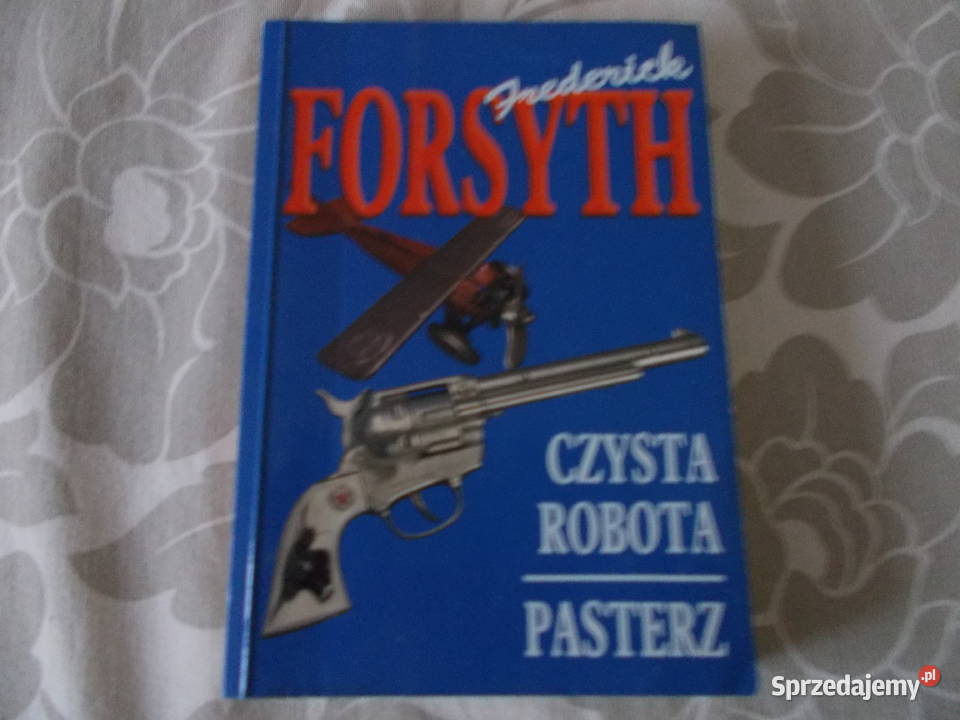 Frederick
FORSYTH
CZYSTA
ROBOTA
PASTERZ
Sprzedajemy.pl